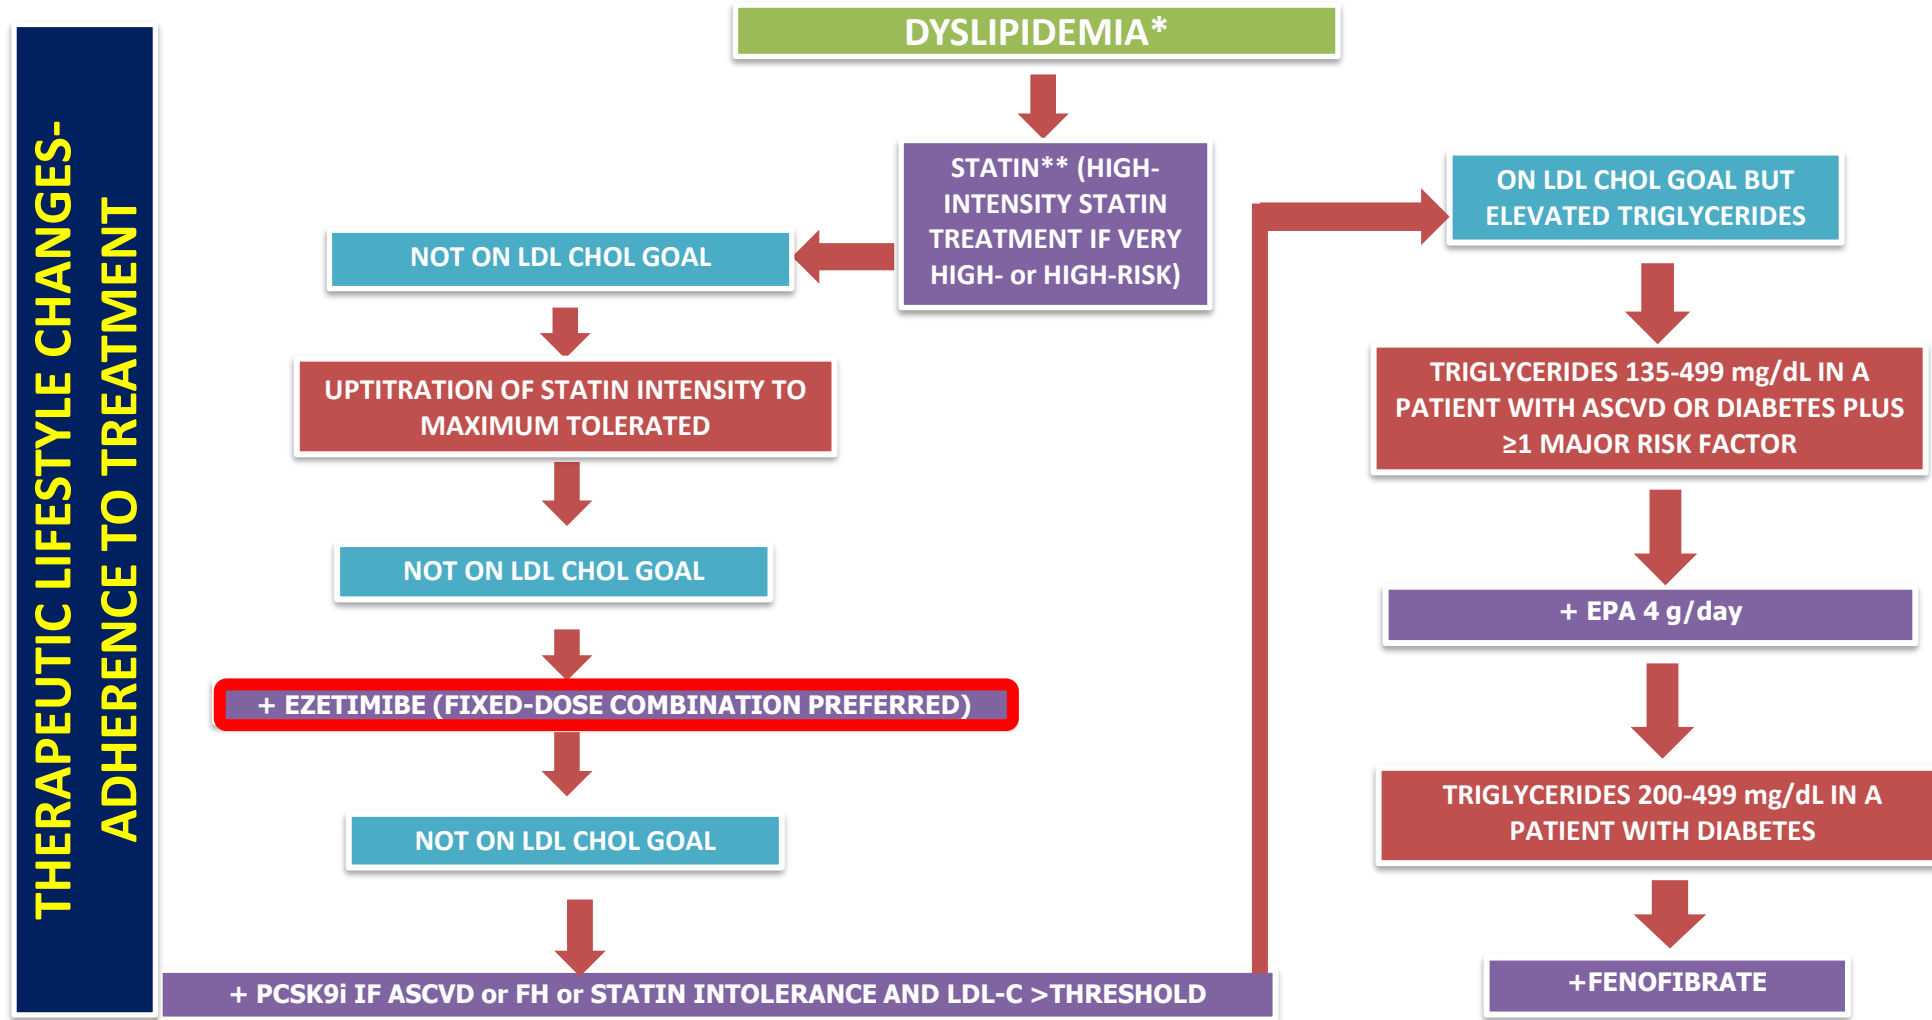 THERAPEUTIC LIFESTYLE CHANGES-
ADHERENCE TO TREATMENT
DYSLIPIDEMIA*
STATIN** (HIGH-
INTENSITY STATIN
TREATMENT IF VERY
HIGH- or HIGH-RISK)
NOT ON LDL CHOL GOAL
UPTITRATION OF STATIN INTENSITY TO
MAXIMUM TOLERATED
NOT ON LDL CHOL GOAL
+ EZETIMIBE (FIXED-DOSE COMBINATION PREFERRED)
NOT ON LDL CHOL GOAL
+ PCSK9i IF ASCVD or FH or STATIN INTOLERANCE AND LDL-C >THRESHOLD
ON LDL CHOL GOAL BUT
ELEVATED TRIGLYCERIDES
TRIGLYCERIDES 135-499 mg/dL IN A
PATIENT WITH ASCVD OR DIABETES PLUS
≥1 MAJOR RISK FACTOR
+ EPA 4 g/day
TRIGLYCERIDES 200-499 mg/dL IN A
PATIENT WITH DIABETES
+FENOFIBRATE